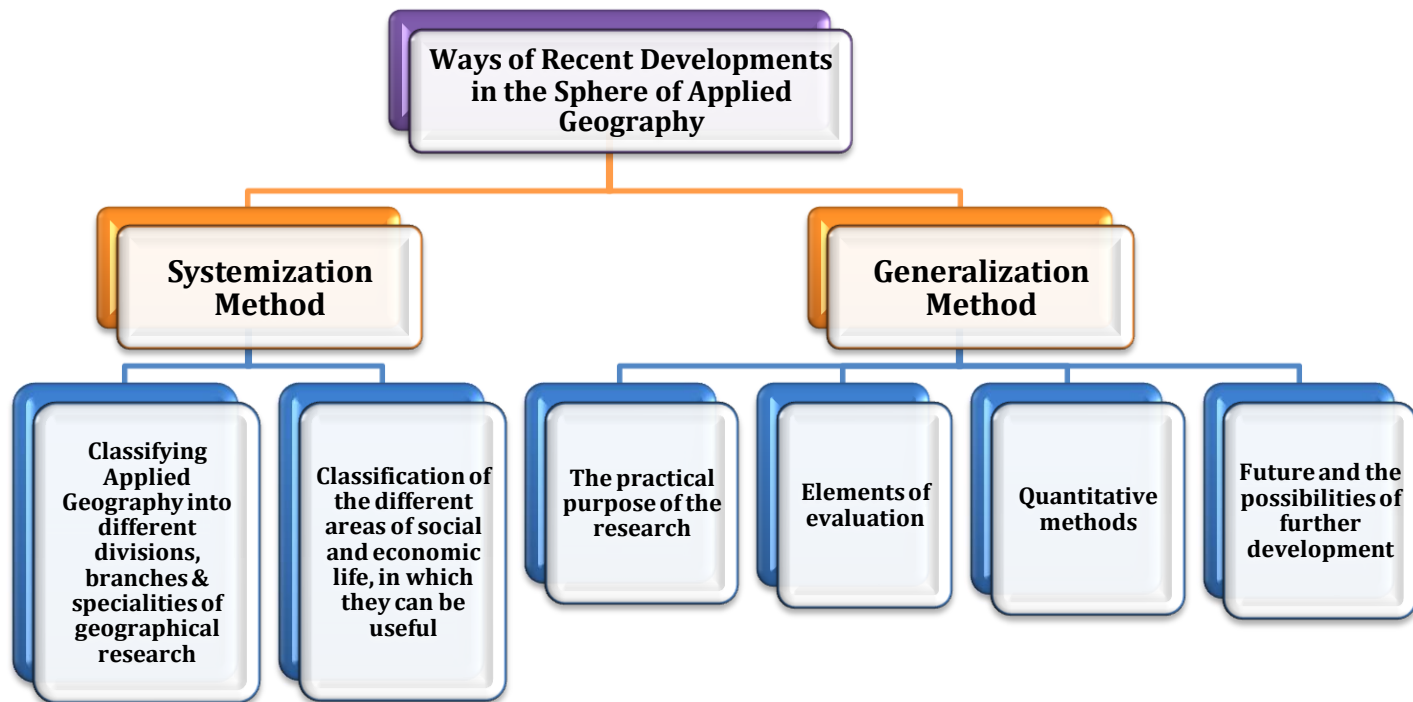 Ways of Recent Developments
in the Sphere of Applied
Geography
Systemization
Method
Generalization
Method
Classifying
Applied
Geography into
different
divisions,
branches &
specialities of
geographical
research
Classification of
the different
areas of social
and economic
life, in which
they can be
useful
The practical
purpose of the
research
Elements of
evaluation
Quantitative
methods
Future and the
possibilities of
further
development